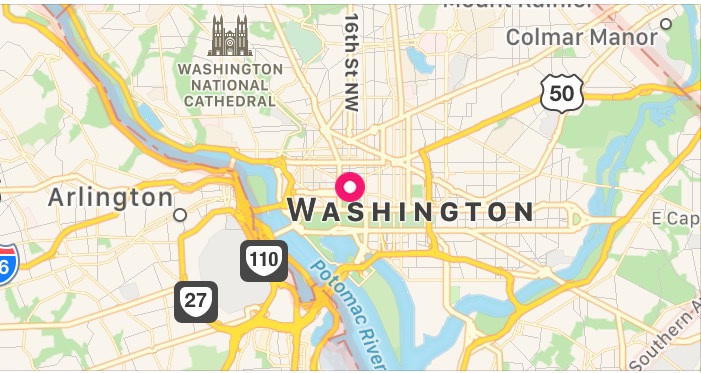 Mount Rainier
Colmar Manor
16th St NW
WASHINGTON
NATIONAL
CATHEDRAL
50
Arlington
WASHINGTON
E Cap
6
110
27
Potomac River
Southern A